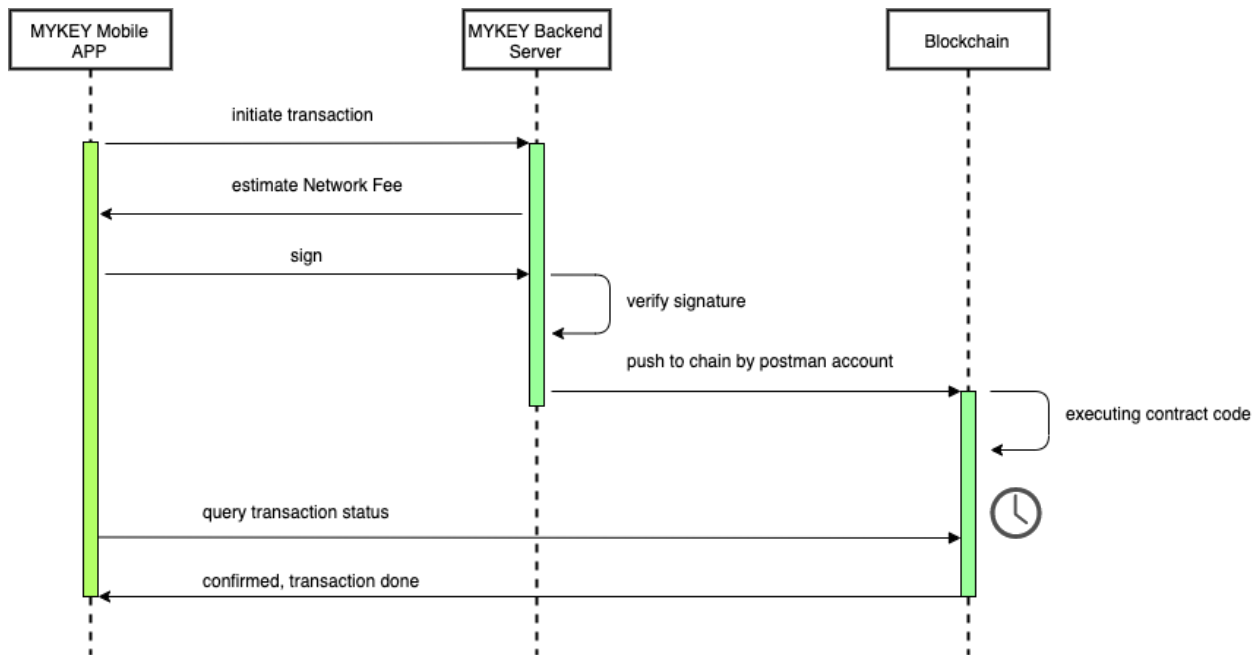 MYKEY Mobile
APP
MYKEY Backend
Server
Blockchain
initiate transaction
estimate Network Fee
sign
verify signature
push to chain by postman account
executing contract code
query transaction status
confirmed, transaction done